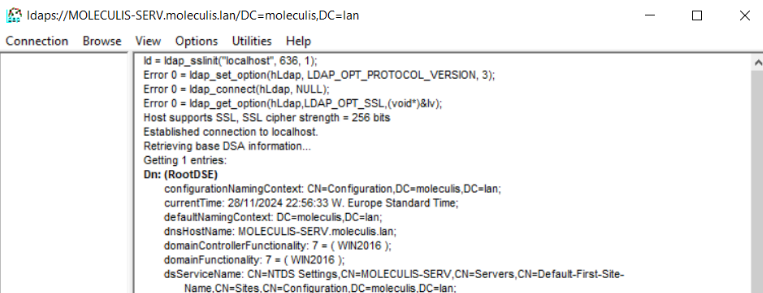 ldaps://MOLECULIS-SERV.moleculis.lan/DC=moleculis,DC=lan
Connection Browse View Options Utilities Help
ld = ldap_sslinit("localhost", 636, 1);
Error 0 = ldap_set_option(hLdap, LDAP_OPT_PROTOCOL_VERSION, 3);
Error 0 = ldap_connect(hLdap, NULL);
Error 0 = ldap_get_option(hLdap,LDAP_OPT_SSL,(void*)&lv);
Host supports SSL, SSL cipher strength = 256 bits
Established connection to localhost.
Retrieving base DSA information...
Getting 1 entries:
Dn: (RootDSE)
configurationNamingContext: CN=Configuration,DC=moleculis,DC=lan;
currentTime: 28/11/2024 22:56:33 W. Europe Standard Time;
defaultNamingContext: DC=moleculis,DC=lan;
dnsHostName: MOLECULIS-SERV.moleculis.lan;
domainControllerFunctionality: 7 = ( WIN2016 );
domainFunctionality: 7 = ( WIN2016 );
dsServiceName: CN=NTDS Settings,CN=MOLECULIS-SERV,CN=Servers,CN=Default-First-Site-
Name,CN=Sites,CN=Configuration,DC=moleculis,DC=lan;